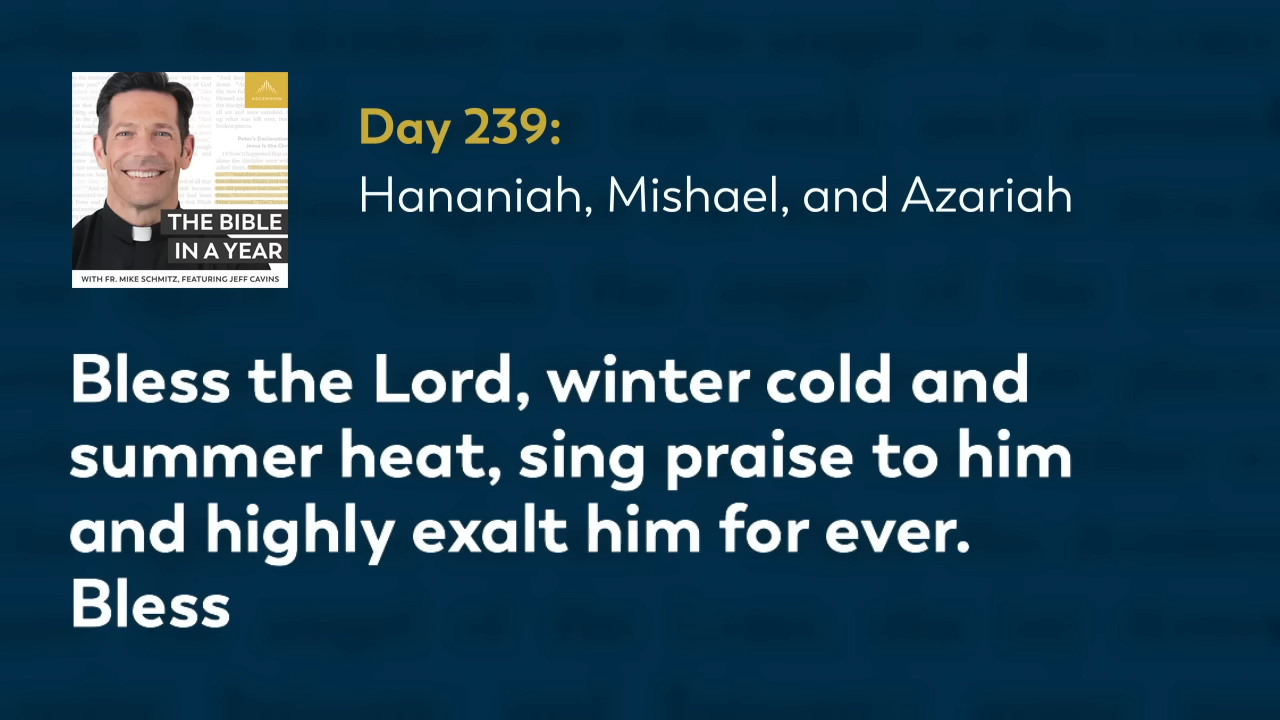 Day 239:
Hananiah, Mishael, and Azariah
ASCENSION
THE BIBLE
IN A YEAR
WITH FR. MIKE SCHMITZ, FEATURING JEFF CAVINS
Bless the Lord, winter cold and
summer heat, sing praise to him
and highly exalt him for ever.
Bless